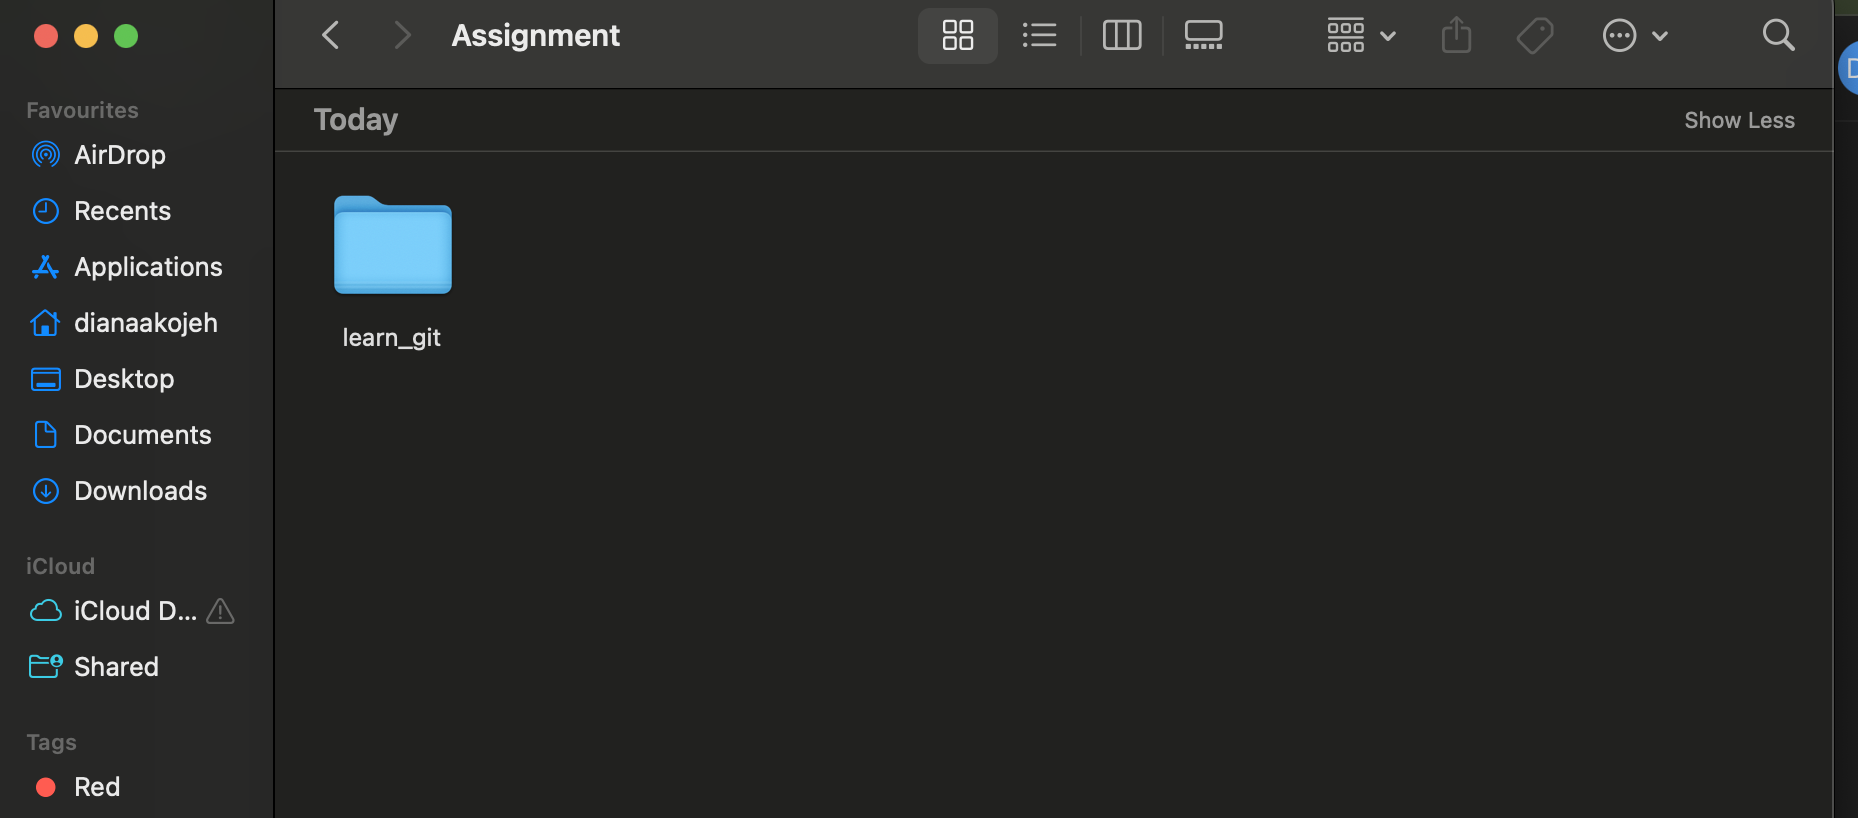 Assignment
Favourites
AirDrop
Recents
Applications
dianaakojeh
Desktop
Documents
Downloads
iCloud
iCloud D...
Shared
Tags
Red
Today
Show Less
learn_git
D